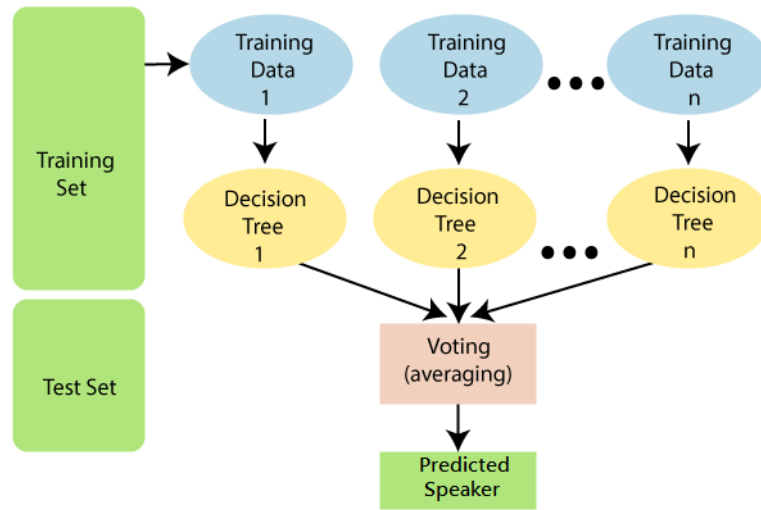 Training
Set
Training
Data
1
Training
Data
2
Training
Data
n
Decision
Tree
1
Decision
Tree
2
Decision
Tree
n
Test Set
Voting
(averaging)
Predicted
Speaker